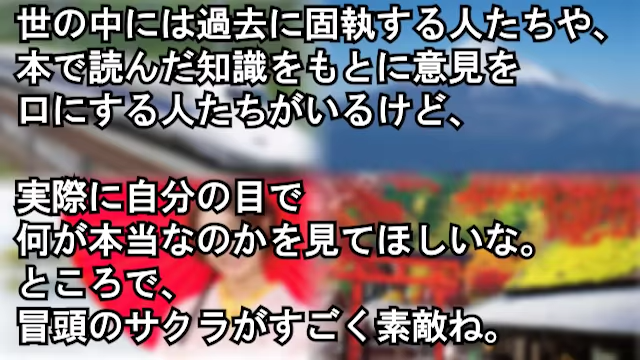 世の中には過去に固執する人たちや、
本で読んだ知識をもとに意見を
口にする人たちがいるけど、
実際に自分の目で
何が本当なのかを見てほしいな。
ところで、
冒頭のサクラがすごく素敵ね。